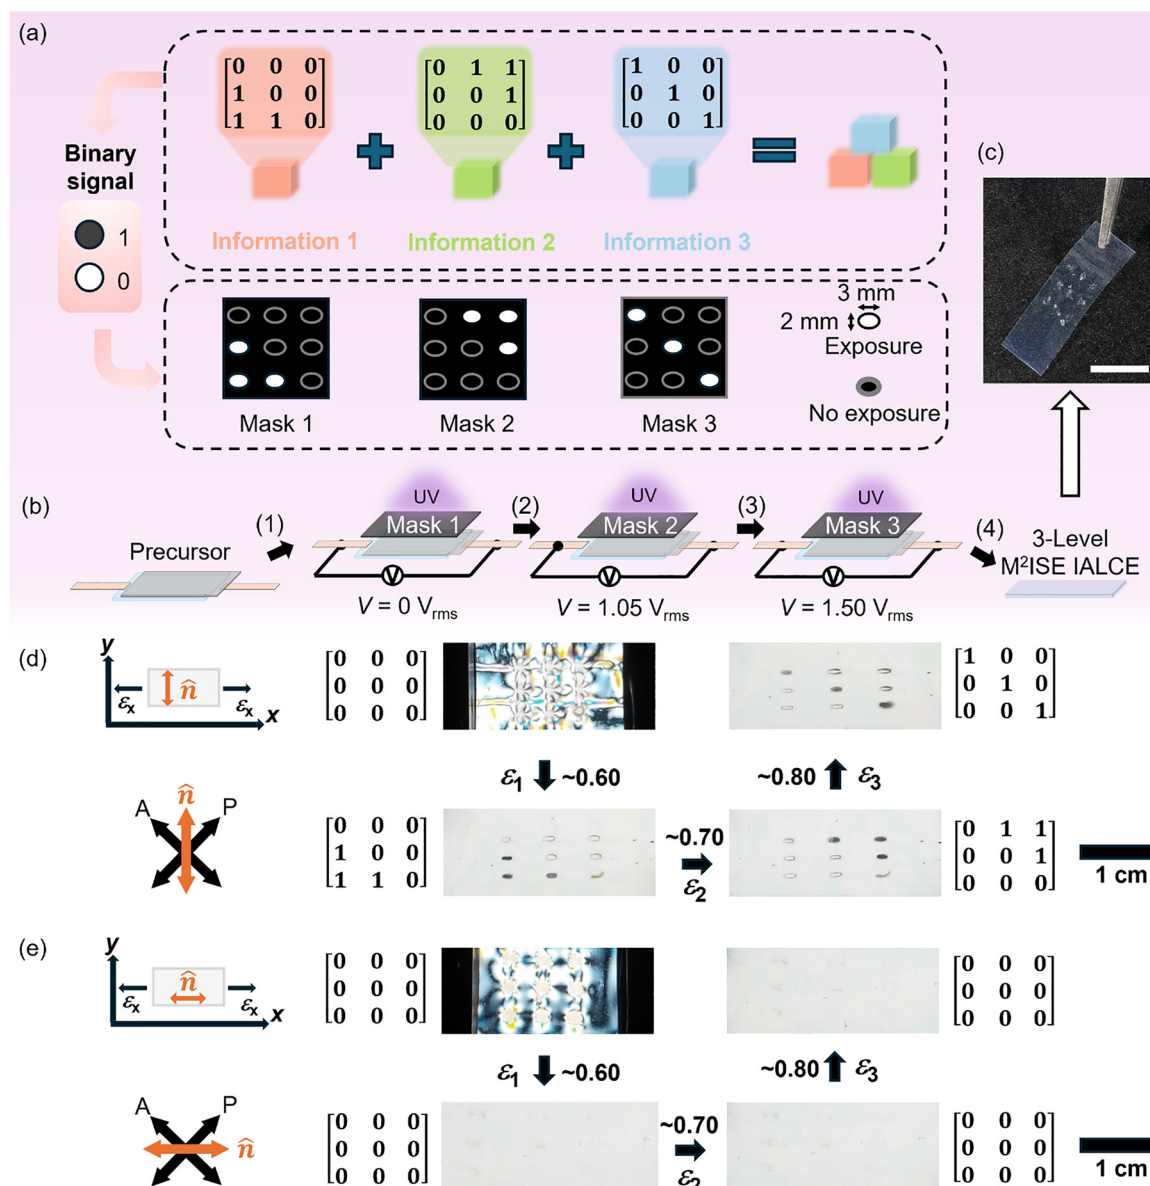 (a)
0 0 0
1 0 0
1 1 0
0 1 1
0 0 1
0 0 0
1 0 0
0 1 0
0 0 1
Binary
signal
1
0
Information 1
Information 2
Information 3
(c)
3 mm
2 mm
Exposure
No exposure
Mask 1
Mask 2
Mask 3
(b)
Precursor
(1)
UV
Mask 1
V
V = 0 Vrms
(2)
UV
Mask 2
V
V = 1.05 Vrms
(3)
UV
Mask 3
V
V = 1.50 Vrms
(4)
3-Level
M²ISE IALCE
(d)
y
n̂
εx
εx
x
0 0 0
0 0 0
0 0 0
1 0 0
0 1 0
0 0 1
ε1
~0.60
~0.80
ε3
n̂
A
P
0 0 0
1 0 0
1 1 0
~0.70
ε2
0 1 1
0 0 1
0 0 0
1 cm
(e)
y
n̂
εx
εx
x
0 0 0
0 0 0
0 0 0
0 0 0
0 0 0
0 0 0
ε1
~0.60
~0.80
ε3
A
P
n̂
0 0 0
0 0 0
0 0 0
~0.70
ε2
0 0 0
0 0 0
0 0 0
1 cm